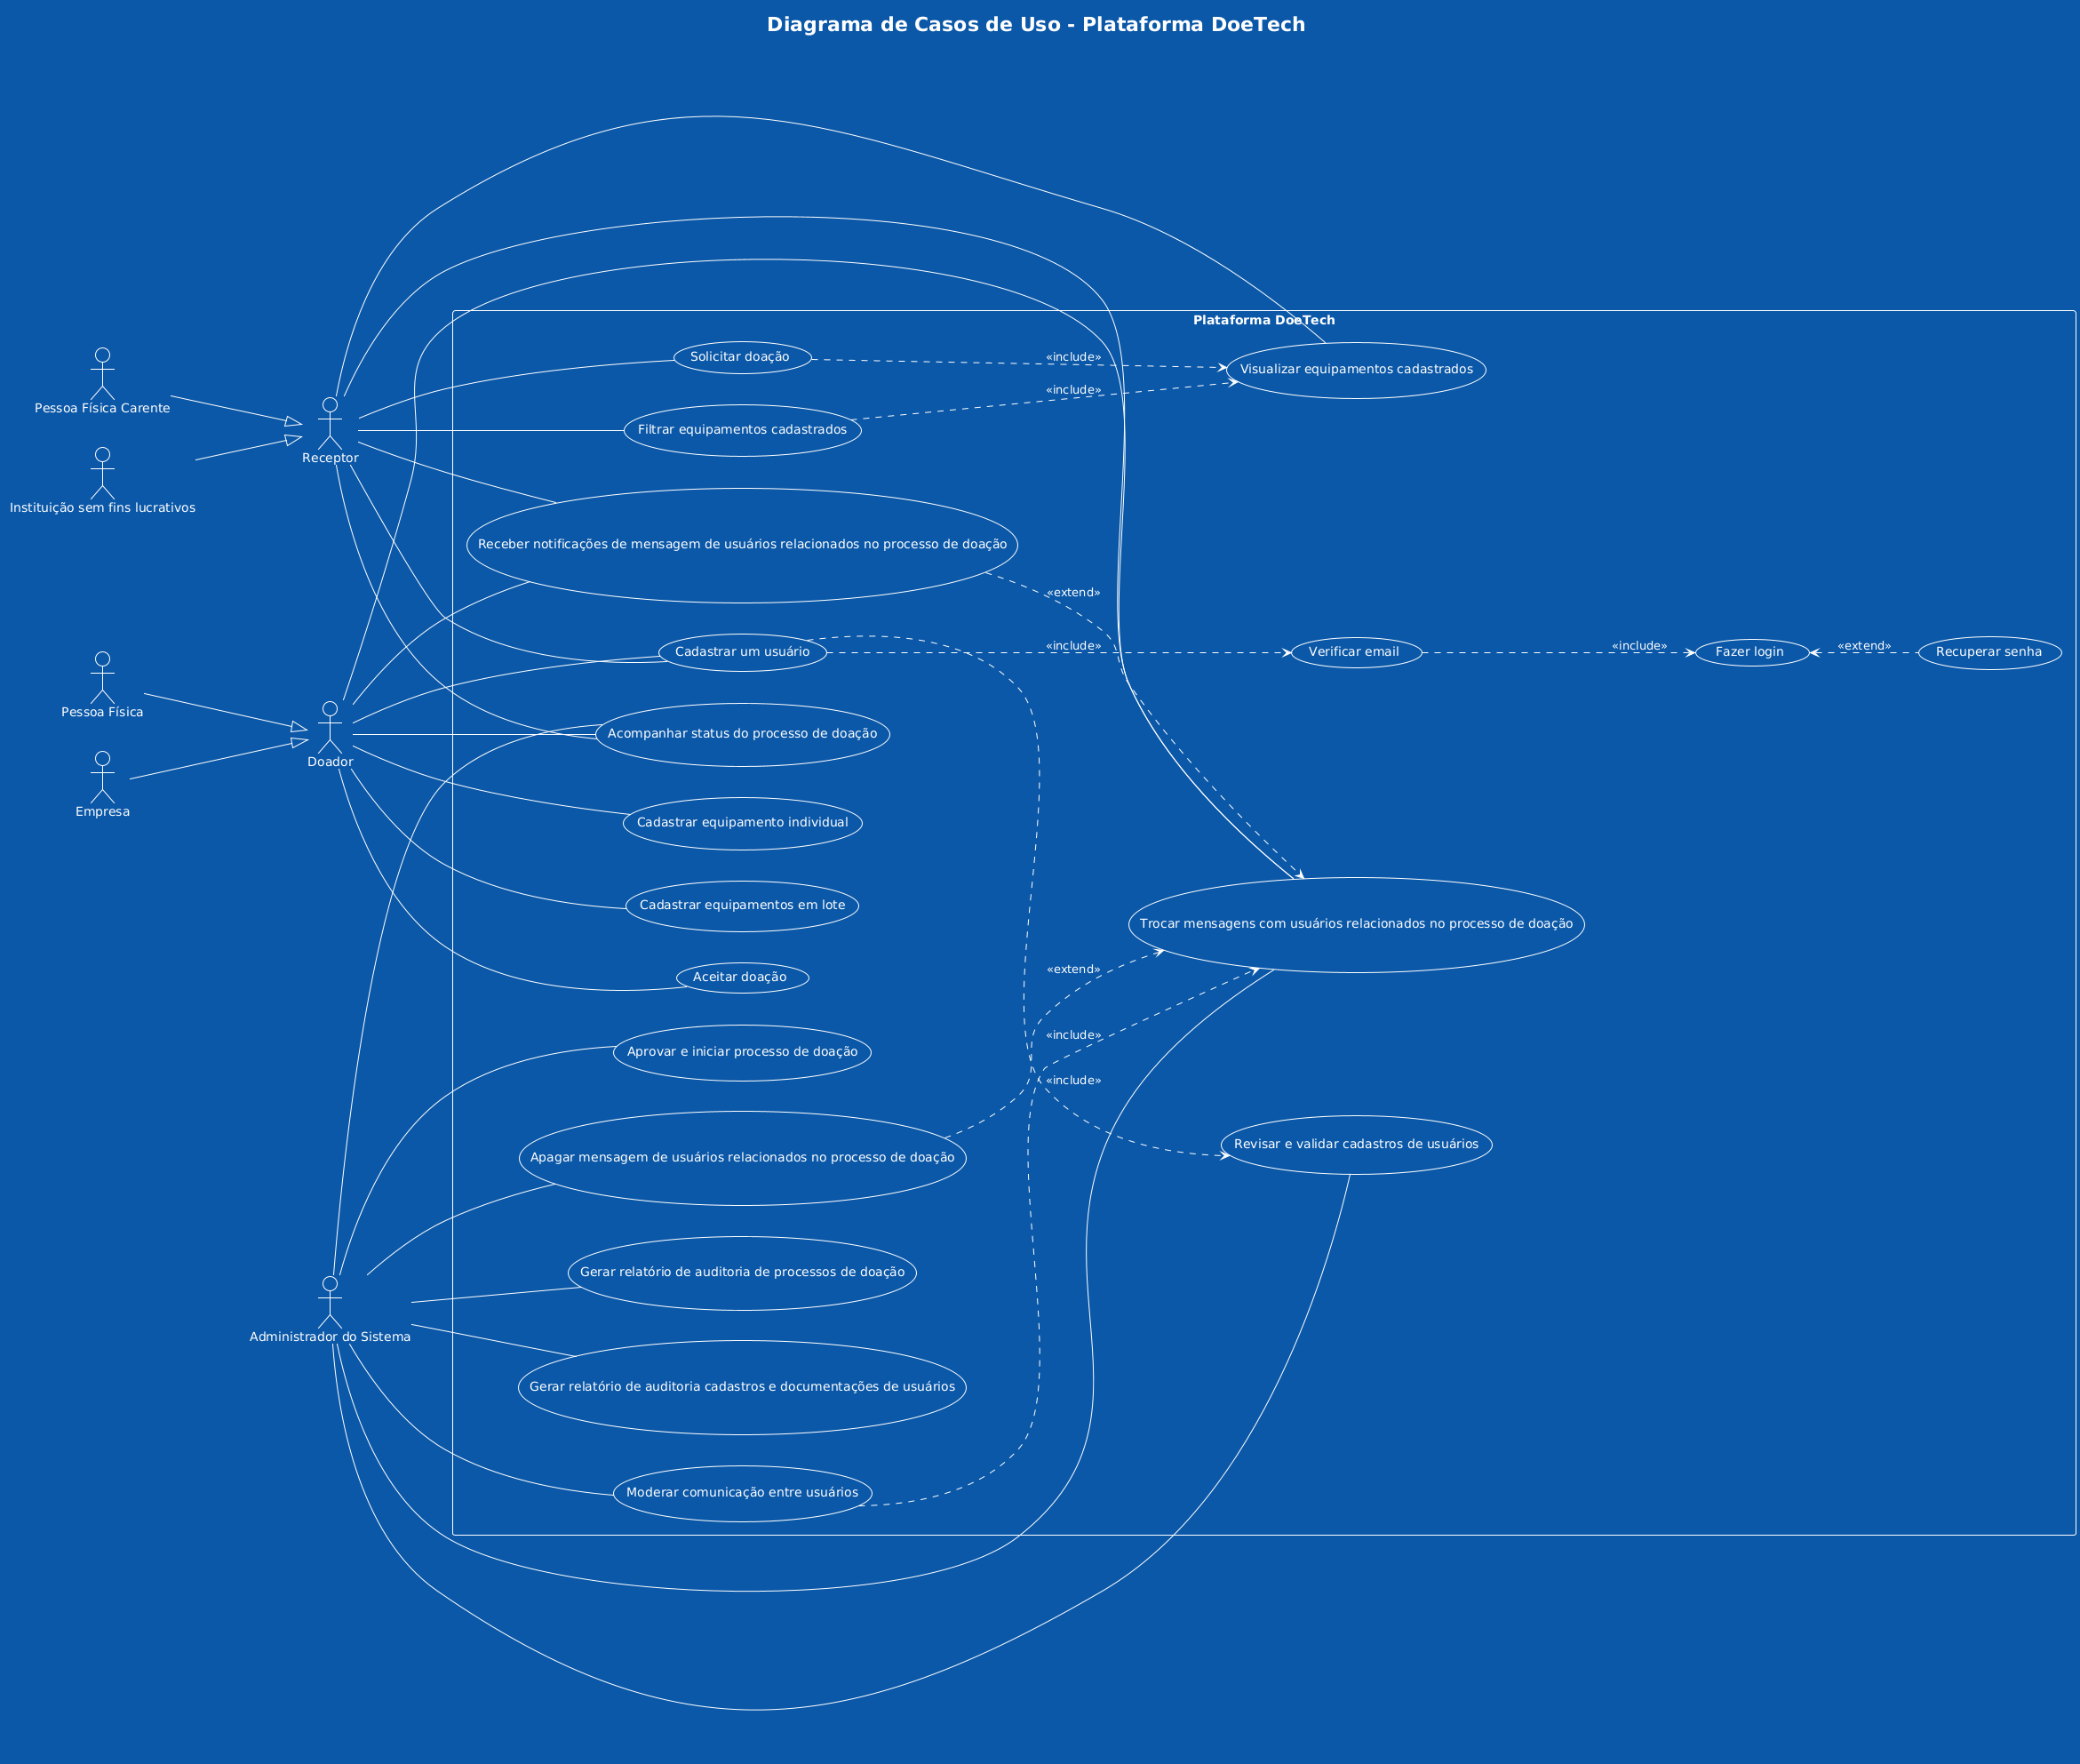 Diagrama de Casos de Uso - Plataforma DoeTech
Plataforma DoeTech
Pessoa Física Carente
Instituição sem fins lucrativos
Receptor
Pessoa Física
Empresa
Doador
Administrador do Sistema
Solicitar doação
«include»
Visualizar equipamentos cadastrados
Filtrar equipamentos cadastrados
«include»
Receber notificações de mensagem de usuários relacionados no processo de doação
«extend»
Cadastrar um usuário
«include»
Verificar email
«include»
Fazer login
«extend»
Recuperar senha
Acompanhar status do processo de doação
Cadastrar equipamento individual
Cadastrar equipamentos em lote
Trocar mensagens com usuários relacionados no processo de doação
Aceitar doação
«extend»
«include»
Aprovar e iniciar processo de doação
«include»
Apagar mensagem de usuários relacionados no processo de doação
Revisar e validar cadastros de usuários
Gerar relatório de auditoria de processos de doação
Gerar relatório de auditoria cadastros e documentações de usuários
Moderar comunicação entre usuários